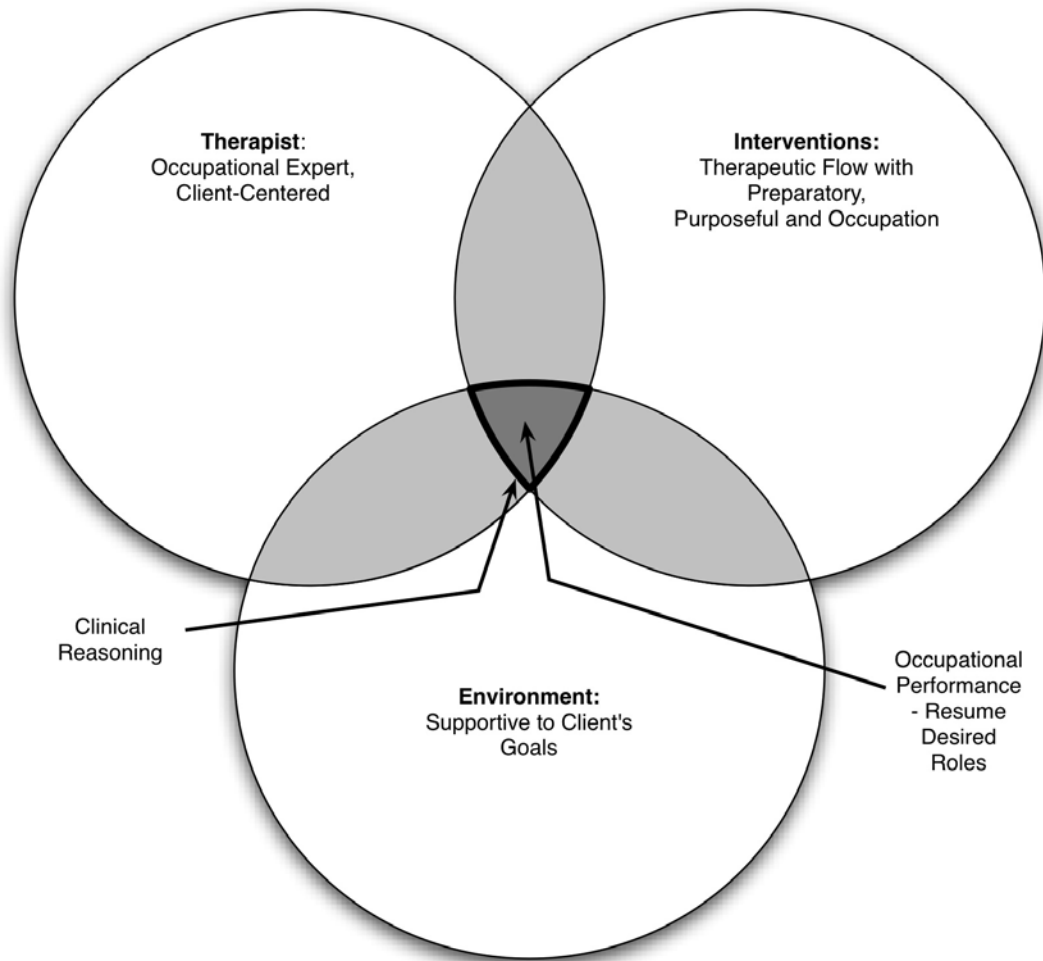 Therapist:
Occupational Expert,
Client-Centered
Interventions:
Therapeutic Flow with
Preparatory,
Purposeful and Occupation
Clinical
Reasoning
Environment:
Supportive to Client's
Goals
Occupational
Performance
- Resume
Desired
Roles